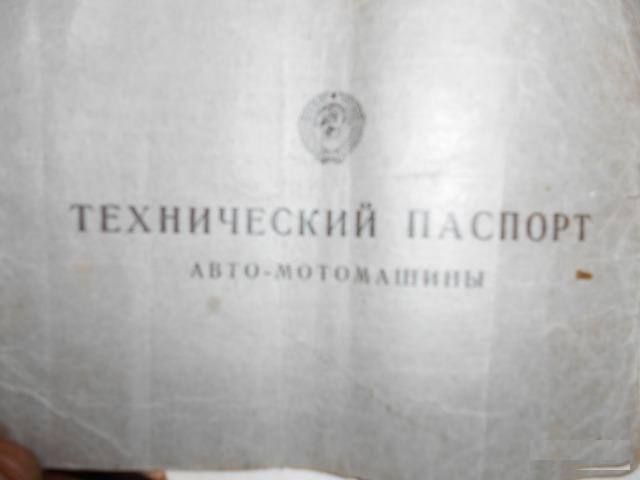 ТЕХНИЧЕСКИЙ ПАСПОРТ
АВТО-МОТОМАШИНЫ